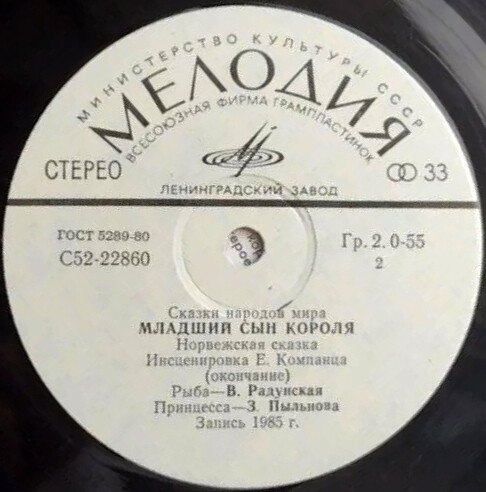 МИНИСТЕРСТВО КУЛЬТУРЫ СССР
МЕЛОДИЯ
ВСЕСОЮЗНАЯ ФИРМА ГРАМПЛАСТИНОК
СТЕРЕО
33
ЛЕНИНГРАДСКИЙ ЗАВОД
ГОСТ 5289-80
Гр. 2. 0-55
С52-22860
2
Сказки народов мира
МЛАДШИЙ СЫН КОРОЛЯ
Норвежская сказка
Инсценировка Е. Компанца
(окончание)
Рыба—В. Радунская
Принцесса—З. Пыльнова
Запись 1985 г.